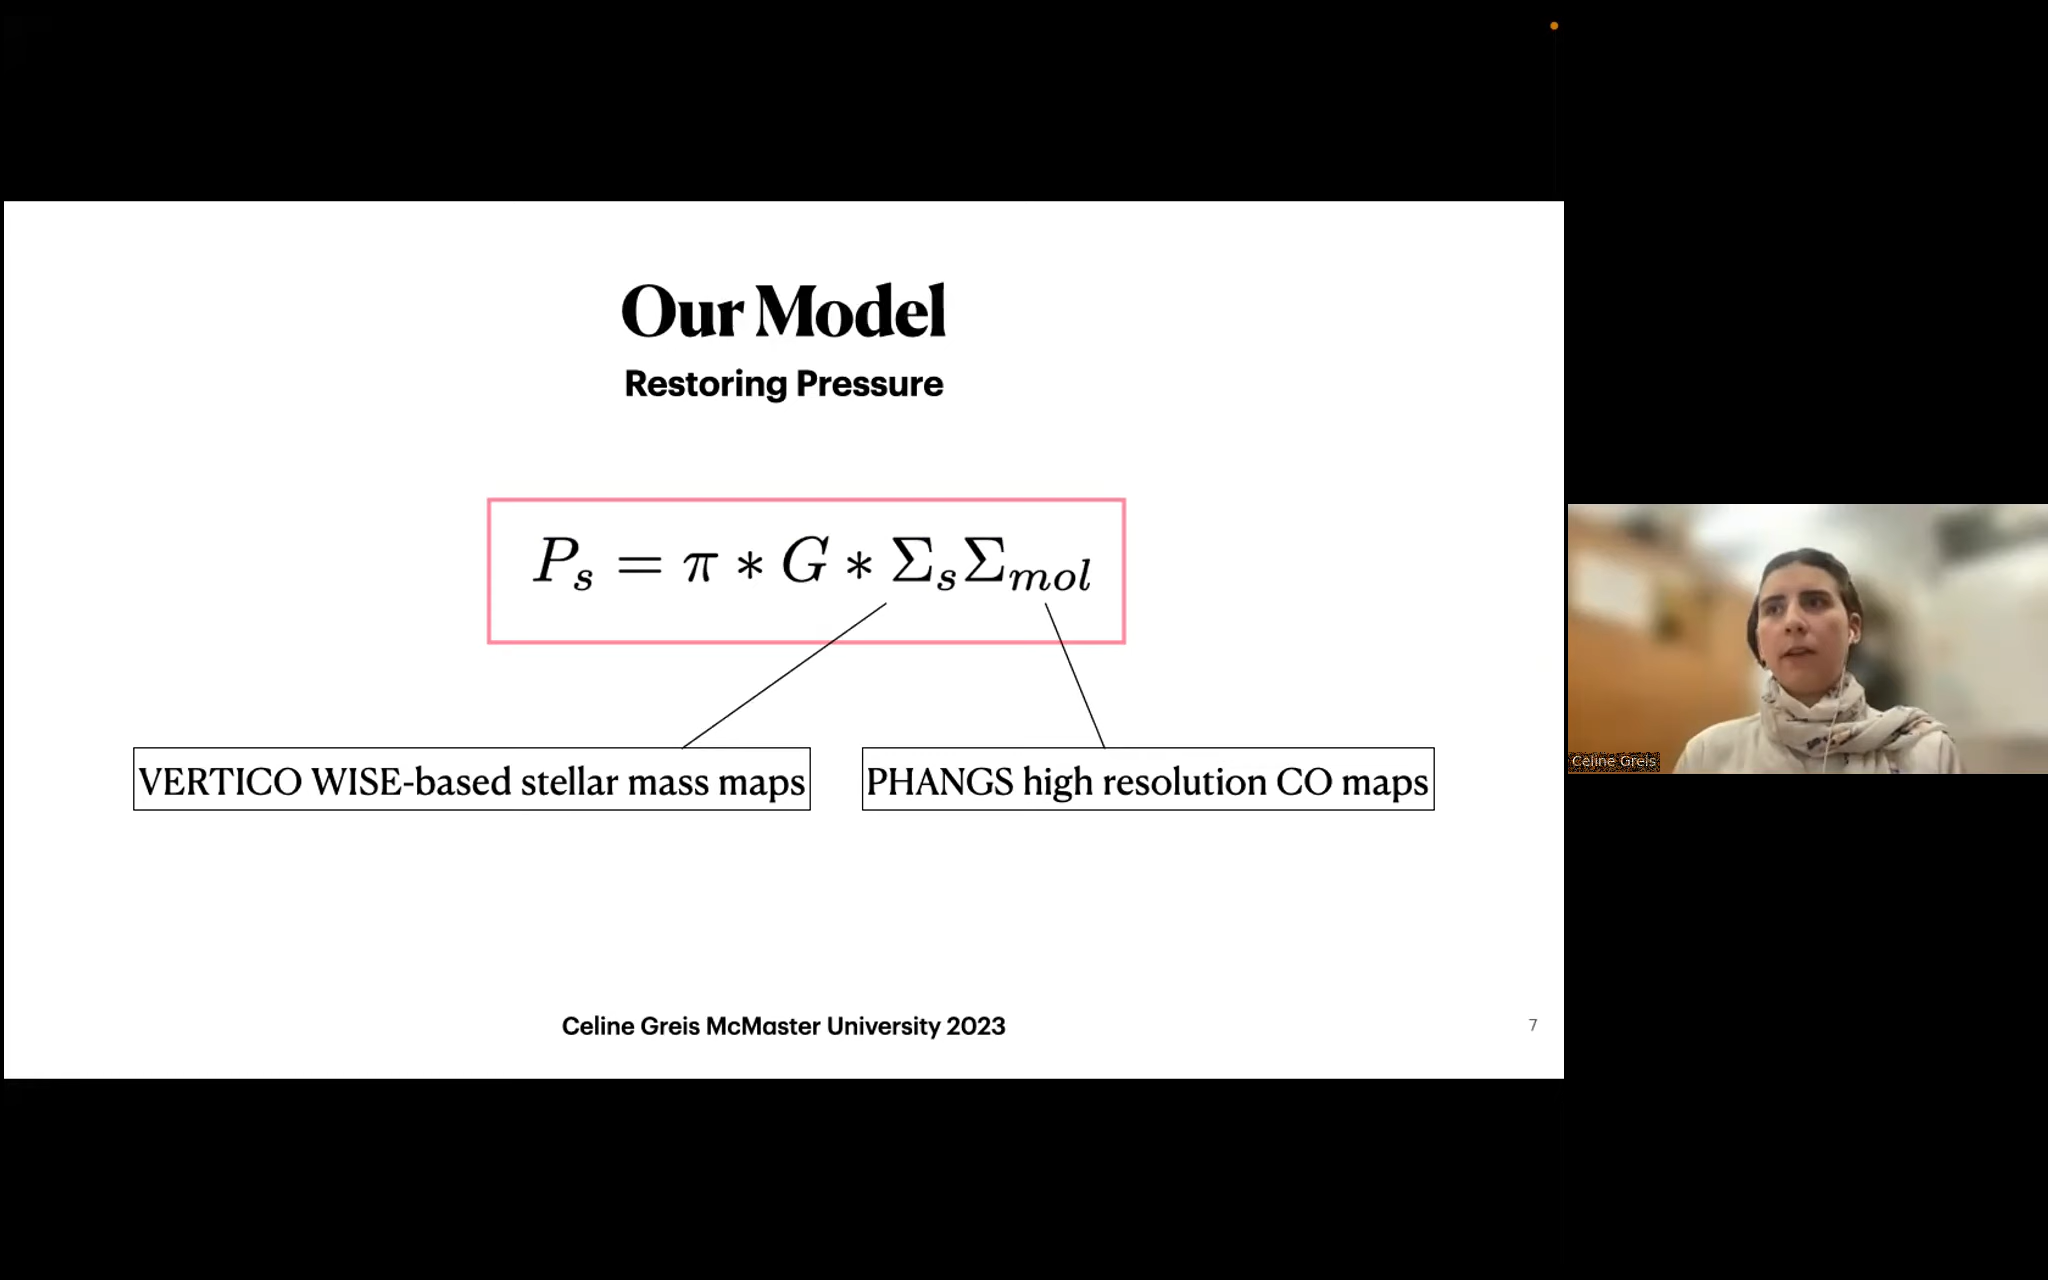 Our Model
Restoring Pressure
P_s = π * G * Σ_s Σ_mol
VERTICO WISE-based stellar mass maps
PHANGS high resolution CO maps
Celine Greis
Celine Greis McMaster University 2023
7